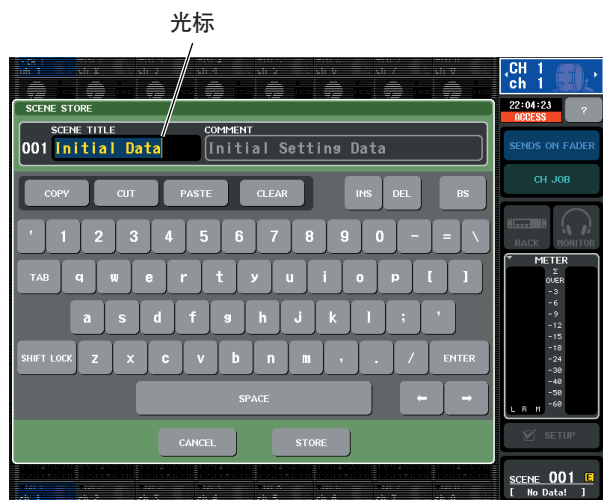 光标
CH 1
ch 1
22:04:23
ACCESS
?
SCENE STORE
SCENE TITLE COMMENT
001 Initial Data Initial Setting Data
SENDS ON FADER
CH JOB
COPY CUT PASTE CLEAR INS DEL BS
' 1 2 3 4 5 6 7 8 9 0 - = \
RACK MONITOR
TAB q w e r t y u i o p [ ]
METER
Σ
OVER
-3
-6
-9
-12
-15
-18
-24
-30
-40
-50
-60
L R M
a s d f g h j k l ; '
SHIFT LOCK z x c v b n m , . / ENTER
SPACE ← →
CANCEL STORE
SETUP
SCENE 001 E
[ No Data! ]